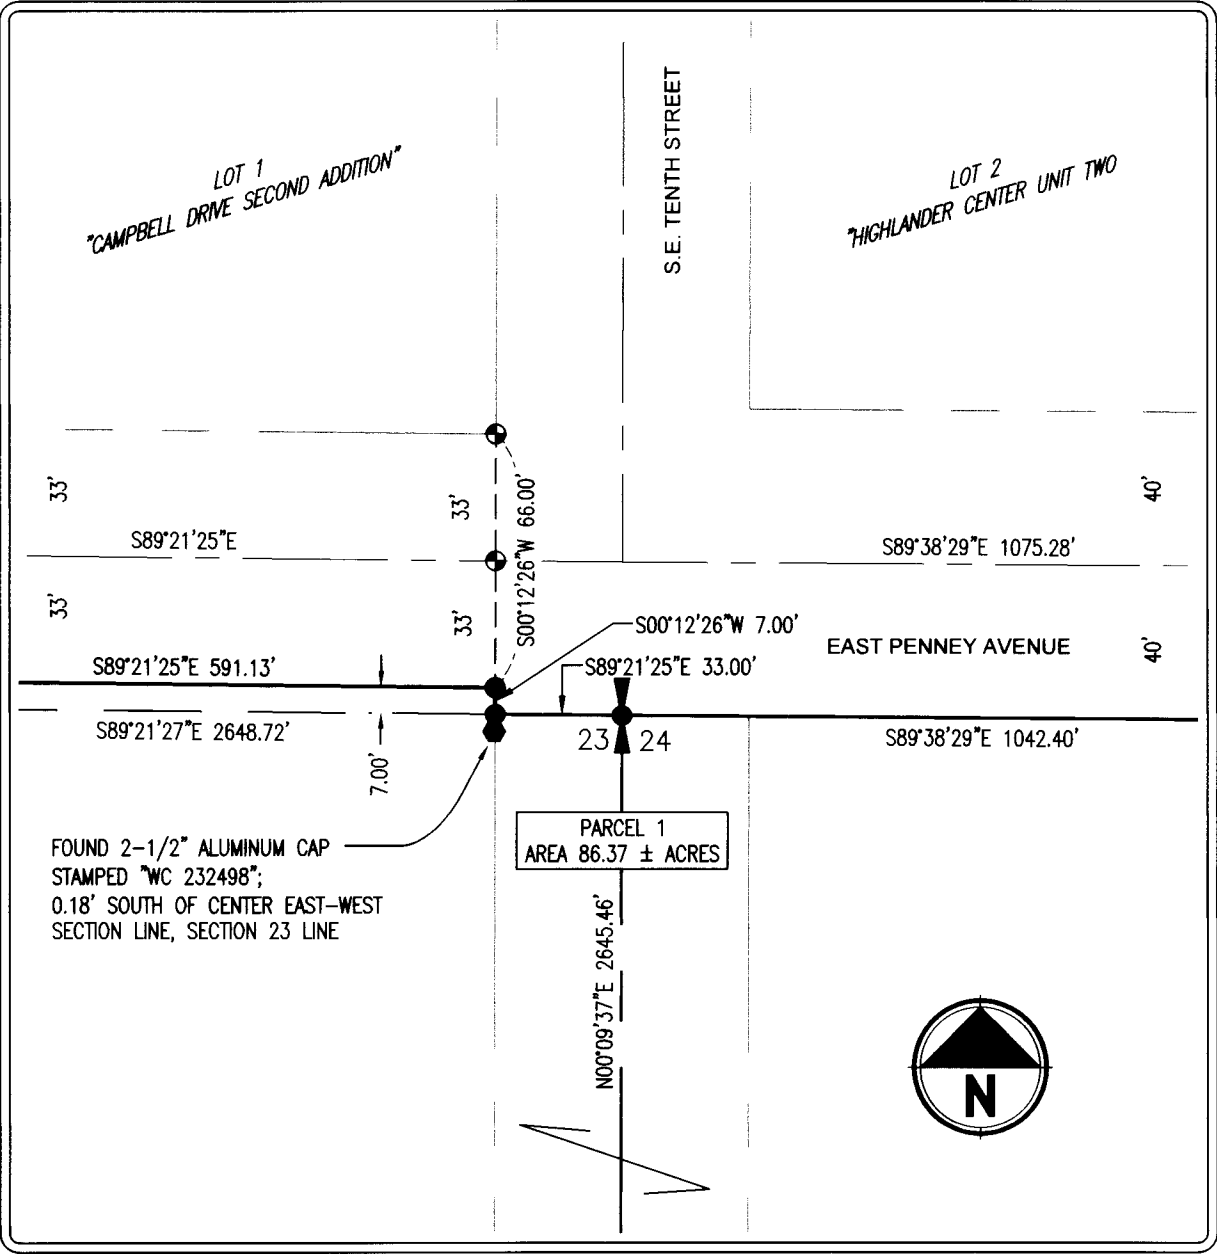 S.E. TENTH STREET
LOT 1
"CAMPBELL DRIVE SECOND ADDITION"
LOT 2
"HIGHLANDER CENTER UNIT TWO
33'
33'
S00°12'26"W 66.00'
40'
S89°21'25"E
S89°38'29"E 1075.28'
33'
33'
S00°12'26"W 7.00'
EAST PENNEY AVENUE
40'
S89°21'25"E 591.13'
S89°21'25"E 33.00'
S89°21'27"E 2648.72'
23 24
S89°38'29"E 1042.40'
7.00'
PARCEL 1
AREA 86.37 ± ACRES
FOUND 2-1/2" ALUMINUM CAP
STAMPED "WC 232498";
0.18' SOUTH OF CENTER EAST-WEST
SECTION LINE, SECTION 23 LINE
N00°09'37"E 2645.46'
N